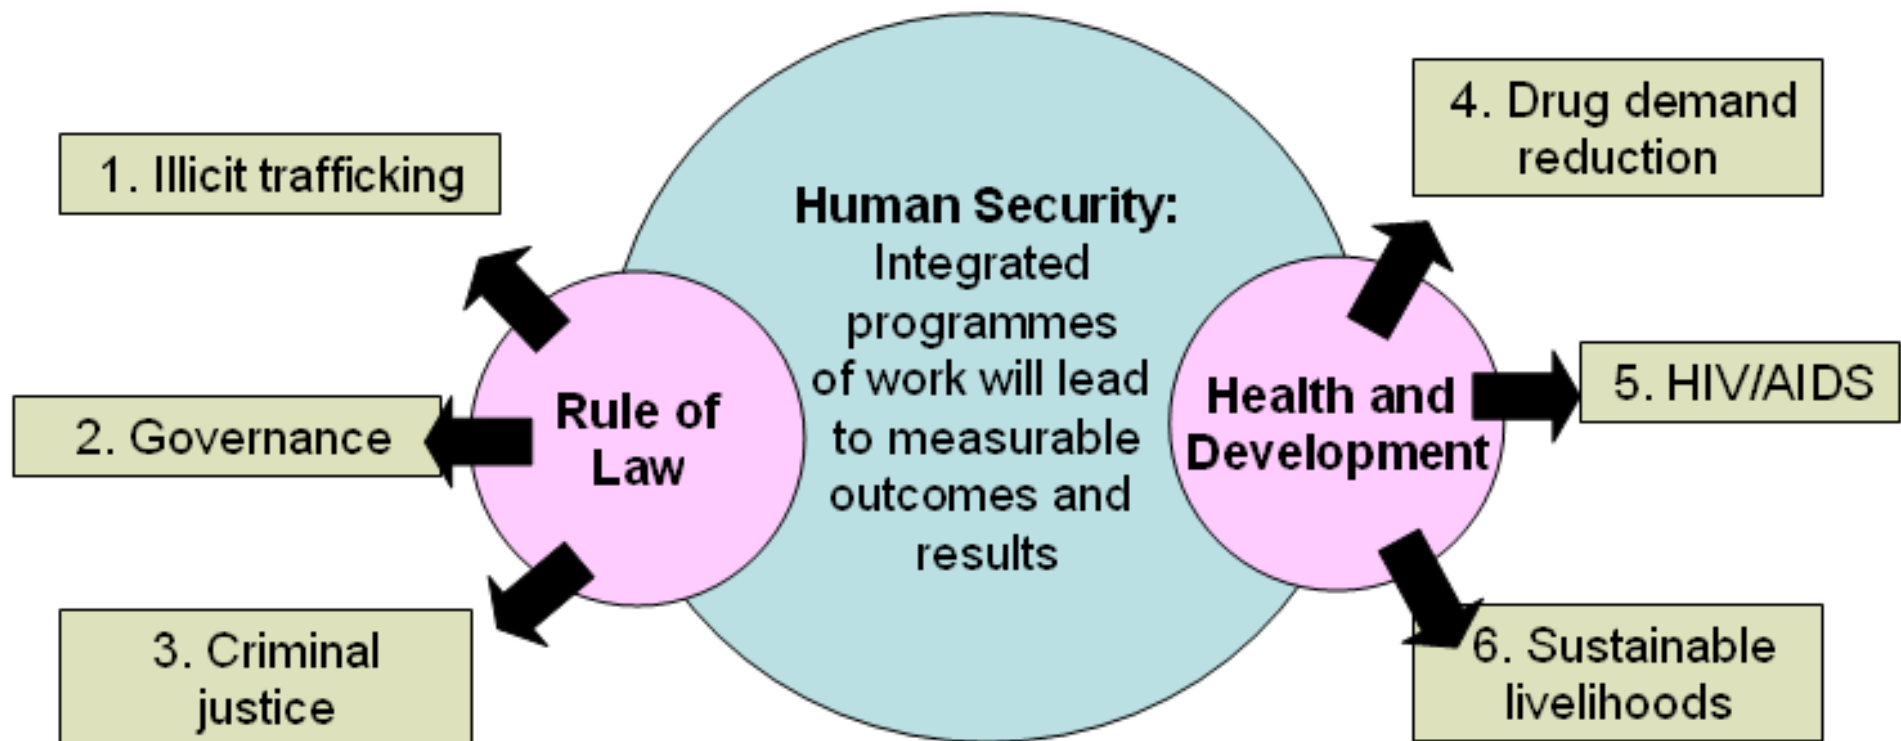 1. Illicit trafficking
2. Governance
3. Criminal
justice
Rule of
Law
Human Security:
Integrated
programmes
of work will lead
to measurable
outcomes and
results
Health and
Development
4. Drug demand
reduction
5. HIV/AIDS
6. Sustainable
livelihoods